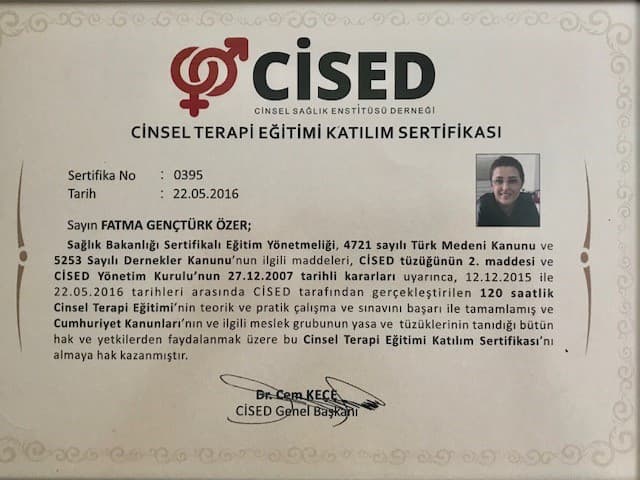 CİSED
CİNSEL SAĞLIK ENSTİTÜSÜ DERNEĞİ
CİNSEL TERAPİ EĞİTİMİ KATILIM SERTİFİKASI
Sertifika No : 0395
Tarih : 22.05.2016
Sayın FATMA GENÇTÜRK ÖZER;
Sağlık Bakanlığı Sertifikalı Eğitim Yönetmeliği, 4721 sayılı Türk Medeni Kanunu ve
5253 Sayılı Dernekler Kanunu'nun ilgili maddeleri, CİSED tüzüğünün 2. maddesi ve
CİSED Yönetim Kurulu'nun 27.12.2007 tarihli kararları uyarınca, 12.12.2015 ile
22.05.2016 tarihleri arasında CİSED tarafından gerçekleştirilen 120 saatlik
Cinsel Terapi Eğitimi'nin teorik ve pratik çalışma ve sınavını başarı ile tamamlamış ve
Cumhuriyet Kanunları'nın ve ilgili meslek grubunun yasa ve tüzüklerinin tanıdığı bütün
hak ve yetkilerden faydalanmak üzere bu Cinsel Terapi Eğitimi Katılım Sertifikası'nı
almaya hak kazanmıştır.
Dr. Cem KEÇE
CİSED Genel Başkanı